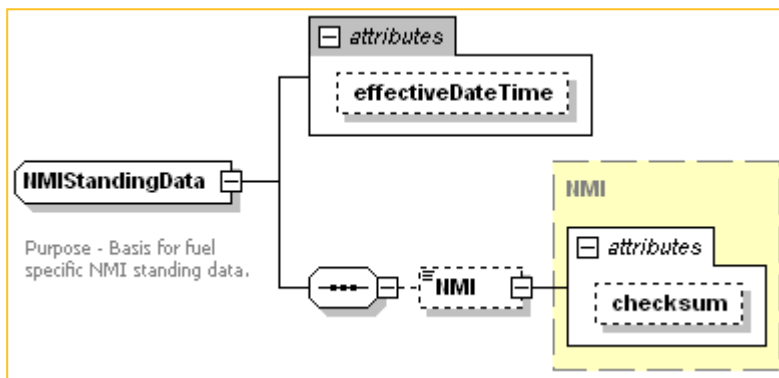 attributes
effectiveDateTime
NMIStandingData
Purpose - Basis for fuel
specific NMI standing data.
NMI
NMI
attributes
checksum